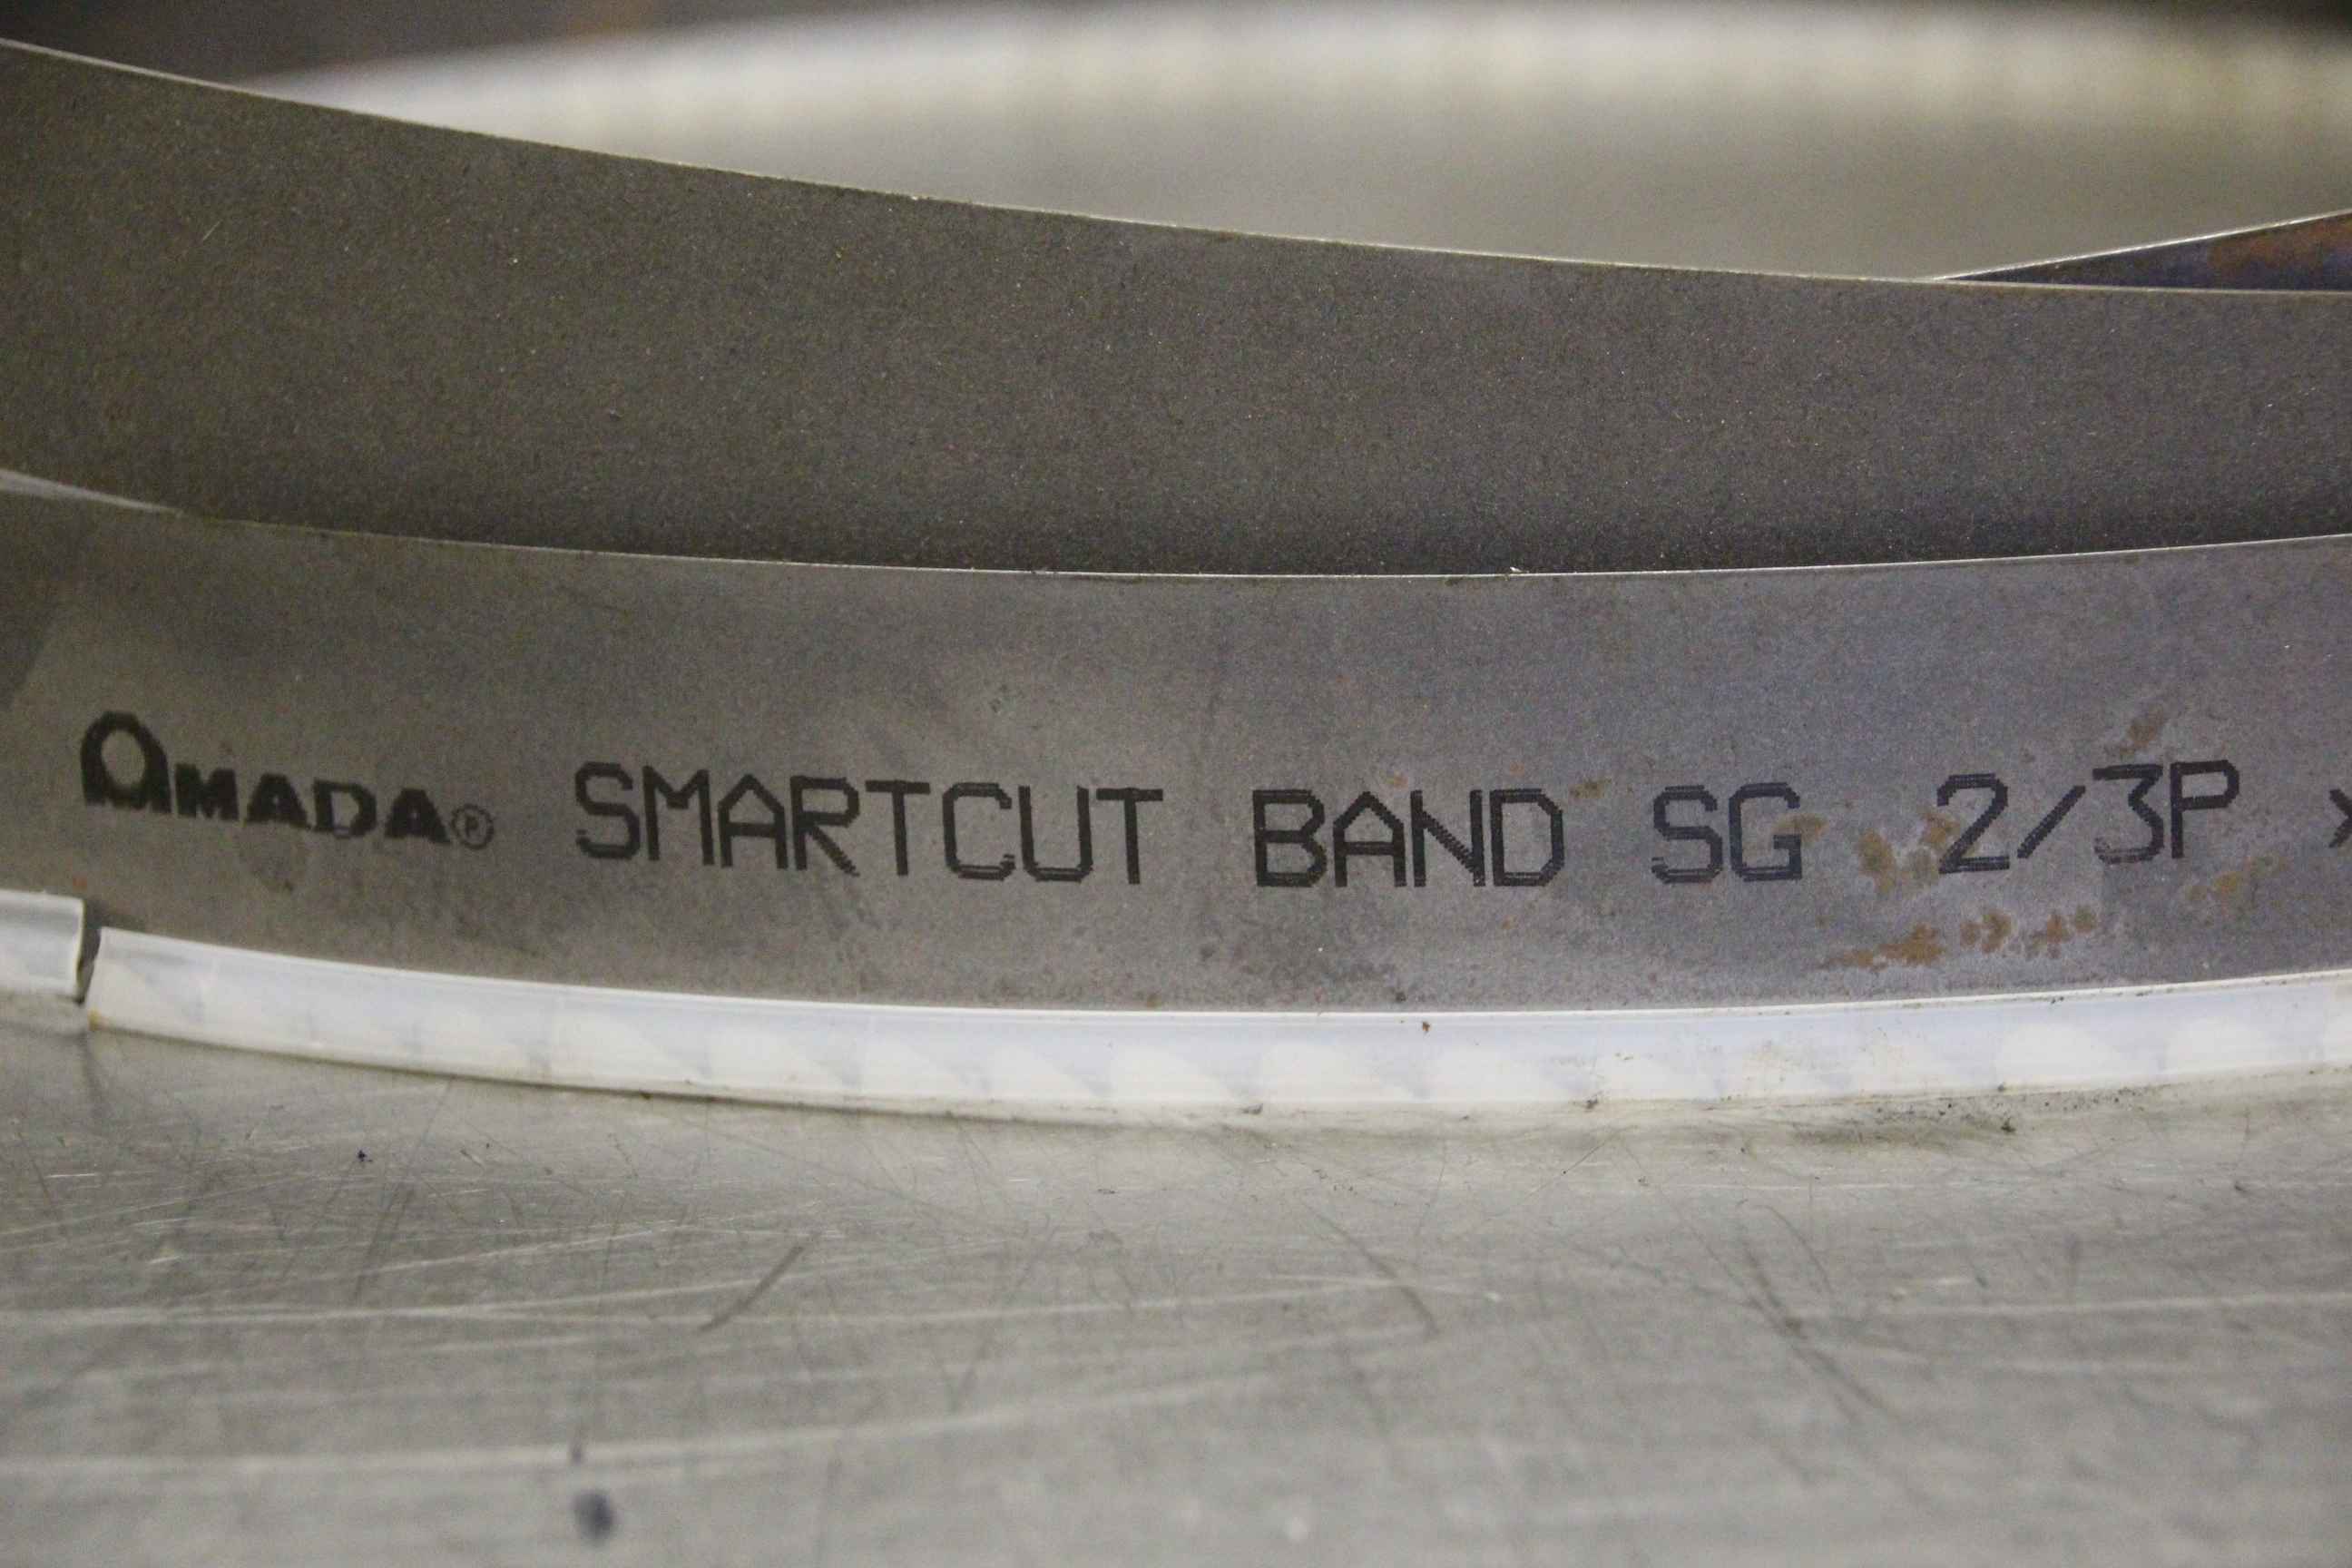 AMADA® SMARTCUT BAND SG 2/3P